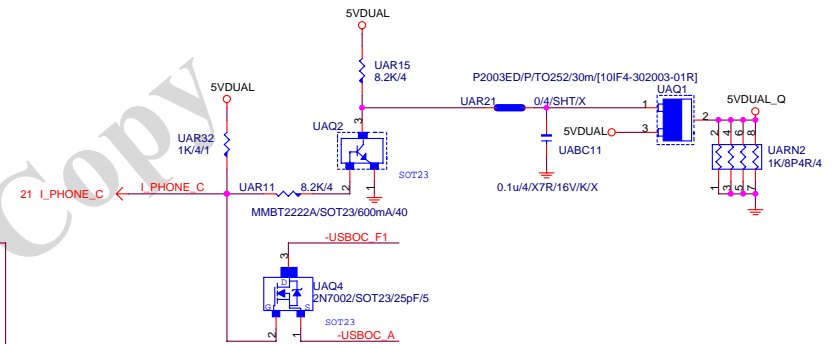 5VDUAL
UAR15
8.2K/4
P2003ED/P/TO252/30m/[10IF4-302003-01R]
5VDUAL
UAR21
0/4/SHT/X
UAQ1
5VDUAL_Q
1
2
3
UAR32
1K/4/1
UAQ2
3
5VDUAL
UABC11
2
4
6
8
UARN2
1K/8P4R/4
1
3
5
7
SOT23
21 I_PHONE_C
I_PHONE_C
UAR11
8.2K/4
2
1
0.1u/4/X7R/16V/K/X
MMBT2222A/SOT23/600mA/40
-USBOC_F1
3
D
G
S
UAQ4
2N7002/SOT23/25pF/5
SOT23
2
1
-USBOC_A
Copy